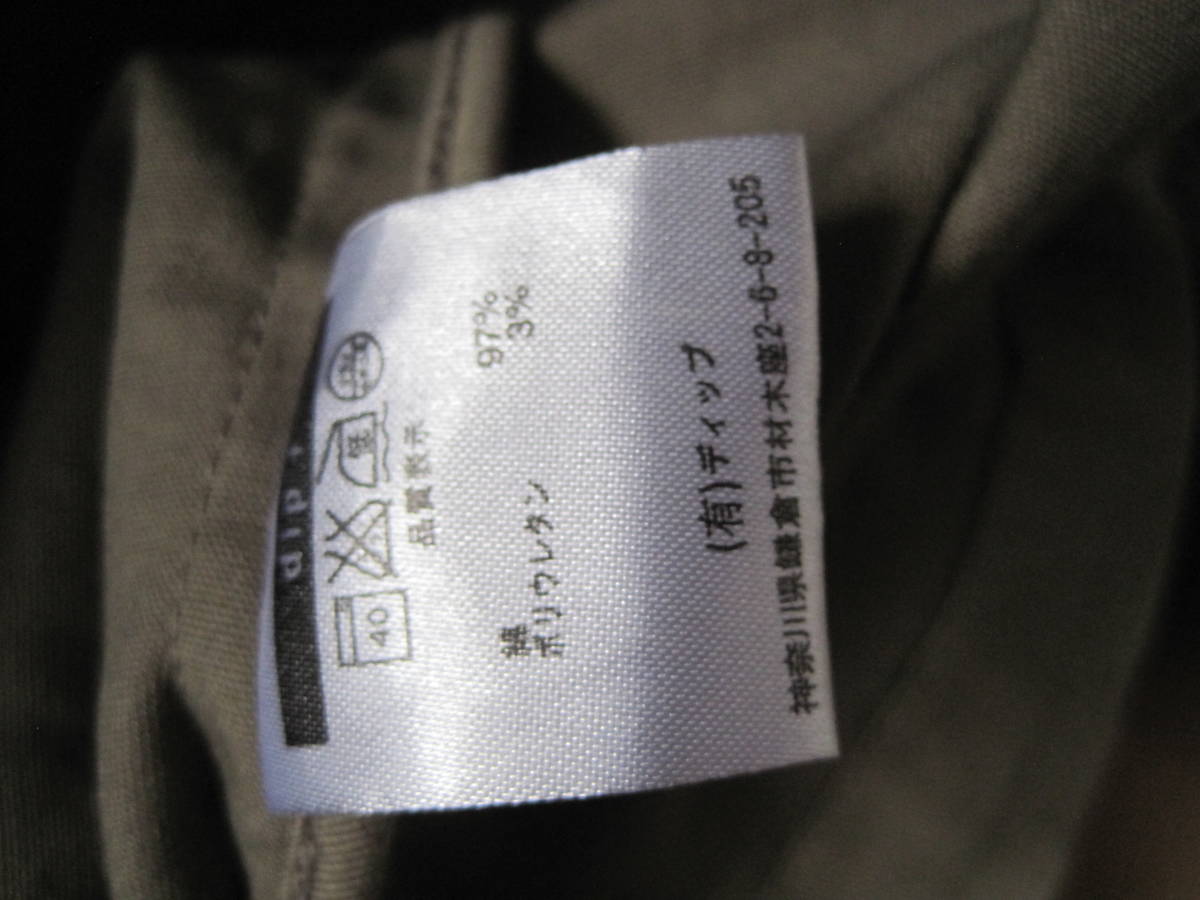 dip
40
中
品質表示
綿 97%
ポリウレタン 3%
(有)ディップ
神奈川県鎌倉市材木座2-6-8-205